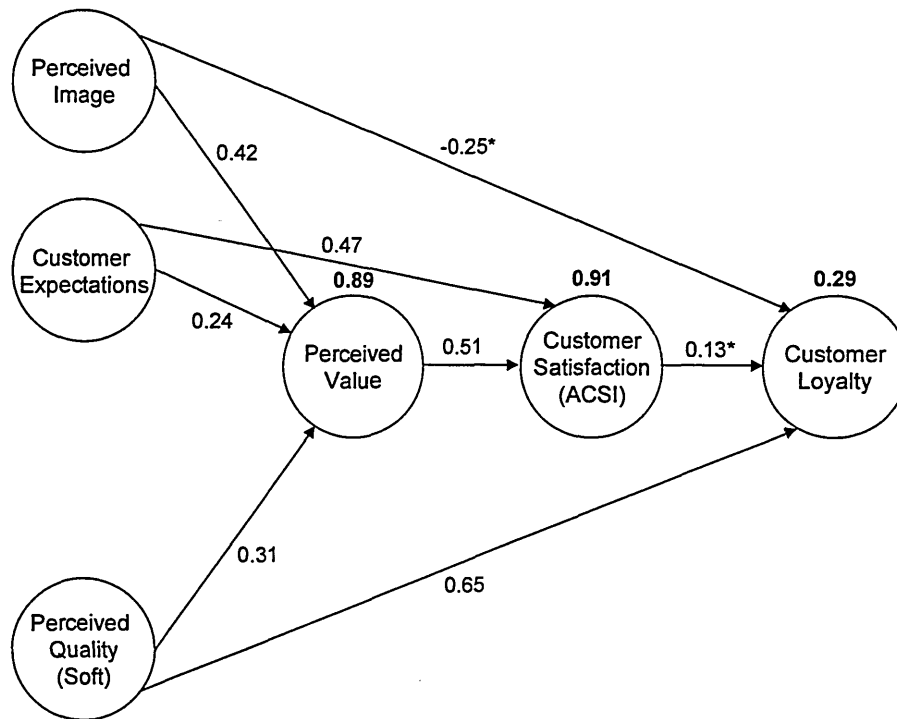 Perceived
Image
-0.25*
0.42
Customer
Expectations
0.47
0.24
0.89
0.91
0.29
Perceived
Value
0.51
Customer
Satisfaction
(ACSI)
0.13*
Customer
Loyalty
0.31
0.65
Perceived
Quality
(Soft)